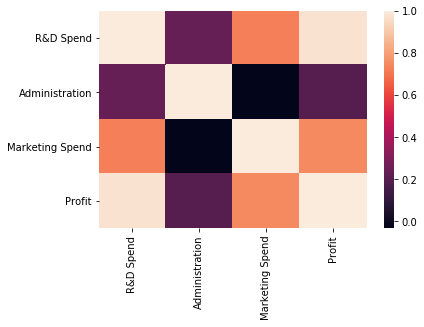 R&D Spend
Administration
Marketing Spend
Profit
R&D Spend
Administration
Marketing Spend
Profit
1.0
0.8
0.6
0.4
0.2
0.0